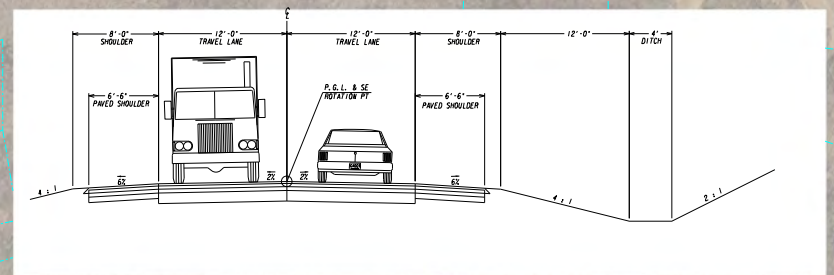 ℄
8'-0"
SHOULDER
12'-0"
TRAVEL LANE
12'-0"
TRAVEL LANE
8'-0"
SHOULDER
12'-0"
4'
DITCH
6'-6"
PAVED SHOULDER
P.G.L. & SE
ROTATION PT
6'-6"
PAVED SHOULDER
4:1
6%
2%
2%
6%
4:1
2:1